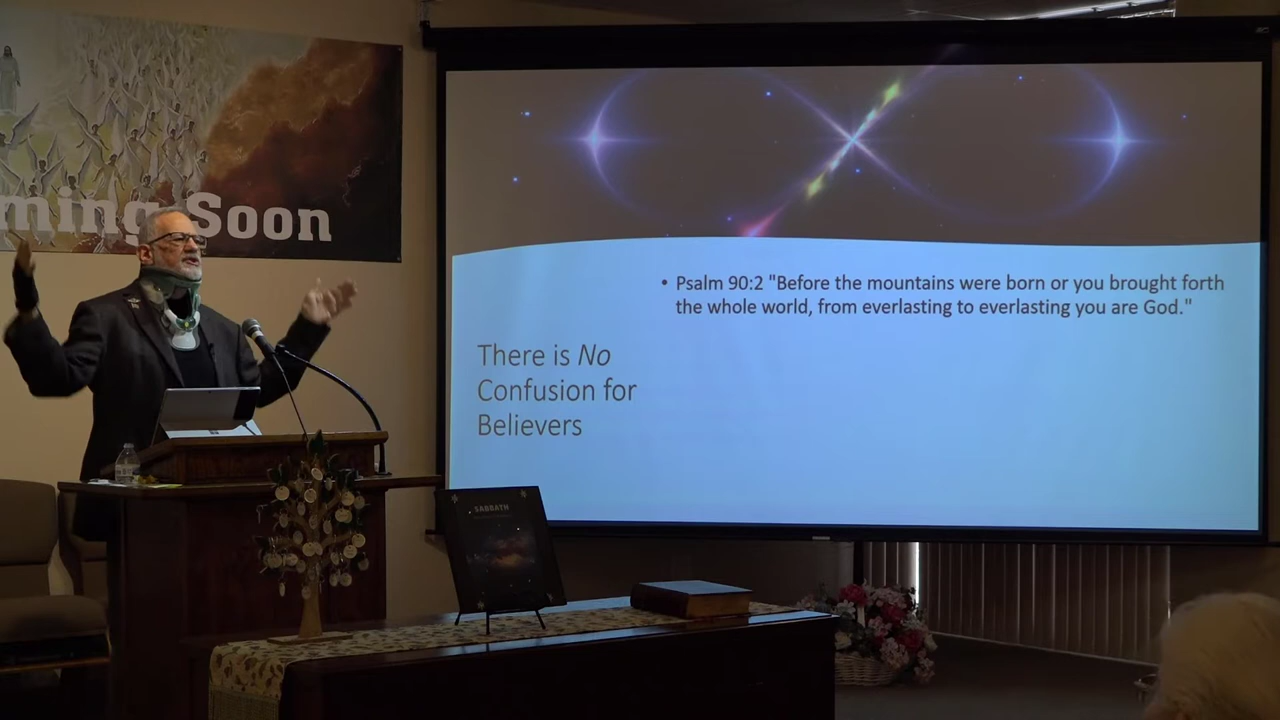 ming Soon
• Psalm 90:2 "Before the mountains were born or you brought forth
the whole world, from everlasting to everlasting you are God."
There is No
Confusion for
Believers
SABBATH